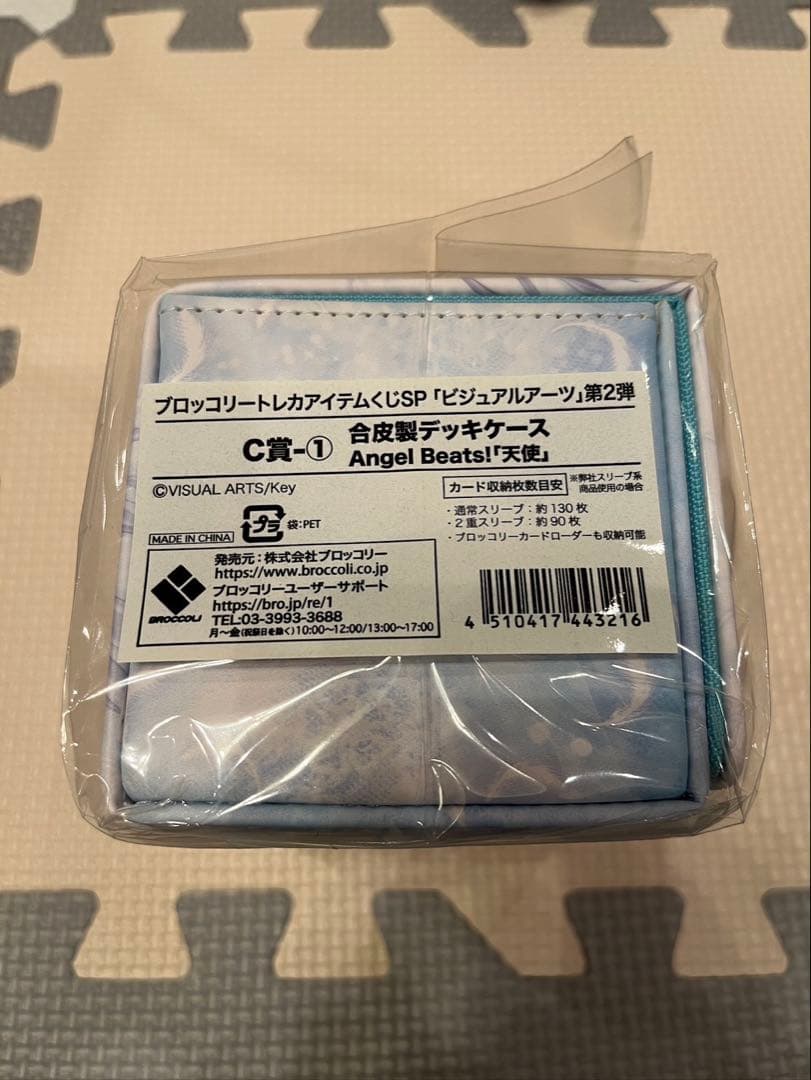 ブロッコリートレカアイテムくじSP「ビジュアルアーツ」第2弾
C賞-① 合皮製デッキケース
Angel Beats!「天使」
©VISUAL ARTS/Key
カード収納枚数目安 ※弊社スリーブ系商品使用の場合
・通常スリーブ：約130枚
・2重スリーブ：約90枚
・ブロッコリーカードローダーも収納可能
MADE IN CHINA
プラ 袋:PET
発売元：株式会社ブロッコリー
https://www.broccoli.co.jp
ブロッコリーユーザーサポート
https://bro.jp/re/1
TEL:03-3993-3688
月～金(祝祭日を除く)10:00～12:00/13:00～17:00
BROCCOLI
4 510417 443216